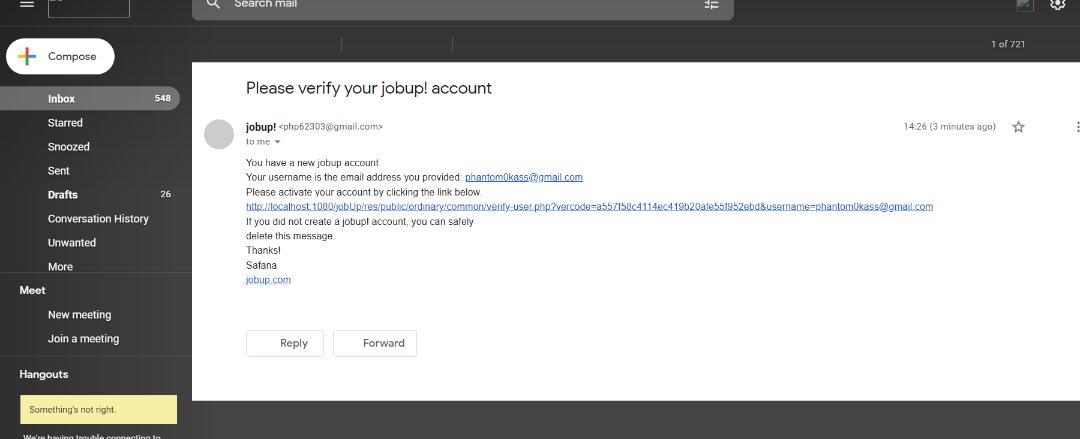 Search mail
Compose
1 of 721
Inbox 548
Starred
Snoozed
Sent
Drafts 26
Conversation History
Unwanted
More
Meet
New meeting
Join a meeting
Hangouts
Something's not right.
We're having trouble connecting to
Please verify your jobup! account
jobup! <php62303@gmail.com>
14:26 (3 minutes ago)
to me
You have a new jobup account
Your username is the email address you provided: phantom0kass@gmail.com
Please activate your account by clicking the link below.
http://localhost:1080/jobUp/res/public/ordinary/common/verify-user.php?vercode=a557f58c4114ec419b20afe55f952ebd&username=phantom0kass@gmail.com
If you did not create a jobup! account, you can safely
delete this message.
Thanks!
Safana
jobup.com
Reply
Forward